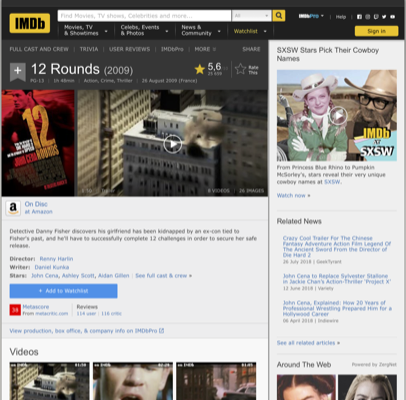 IMDb
Find Movies, TV shows, Celebrities and more...
All
IMDbPro
Help
Movies, TV
& Showtimes
Celebs, Events
& Photos
News &
Community
Watchlist
Sign in
FULL CAST AND CREW | TRIVIA | USER REVIEWS | IMDbPro | MORE
SHARE
12 Rounds (2009)
PG-13 | 1h 48min | Action, Crime, Thriller | 26 August 2009 (France)
5,6
Rate
This
12
ROUNDS
8 VIDEOS | 26 IMAGES
On Disc
at Amazon
Detective Danny Fisher discovers his girlfriend has been kidnapped by an ex-con tied to
Fisher's past, and he'll have to successfully complete 12 challenges in order to secure her safe
release.
Director: Renny Harlin
Writer: Daniel Kunka
Stars: John Cena, Ashley Scott, Aidan Gillen | See full cast & crew »
+ Add to Watchlist
38
Metascore
From metacritic.com
Reviews
114 user | 116 critic
View production, box office, & company info on IMDbPro
Videos
SXSW Stars Pick Their Cowboy
Names
IMDb
AT
SXSW
From Princess Blue Rhino to Pumpkin
McSorley's, stars reveal their very unique
cowboy names at SXSW.
Watch now »
Related News
Crazy Cool Trailer For The Chinese
Fantasy Adventure Action Film Legend Of
The Ancient Sword From the Director of
Die Hard 2
26 July 2018 | GeekTyrant
John Cena to Replace Sylvester Stallone
in Jackie Chan's Action-Thriller 'Project X'
12 June 2018 | Variety
John Cena, Explained: How 20 Years of
Professional Wrestling Prepared Him for a
Hollywood Career
06 April 2018 | Indiewire
See all related articles »
Around The Web
Powered by ZergNet